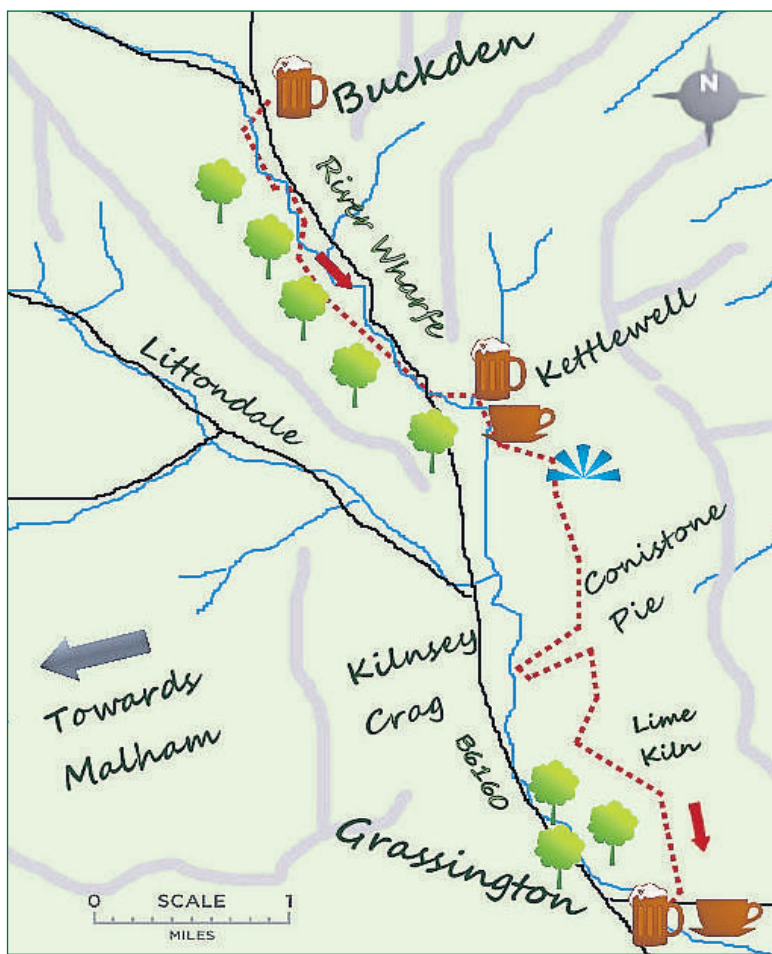 N
Buckden
River Wharfe
Kettlewell
Littondale
Conistone
Pie
Kilnsey
Crag
Towards
Malham
Lime
Kiln
B6160
Grassington
0 SCALE 1
MILES